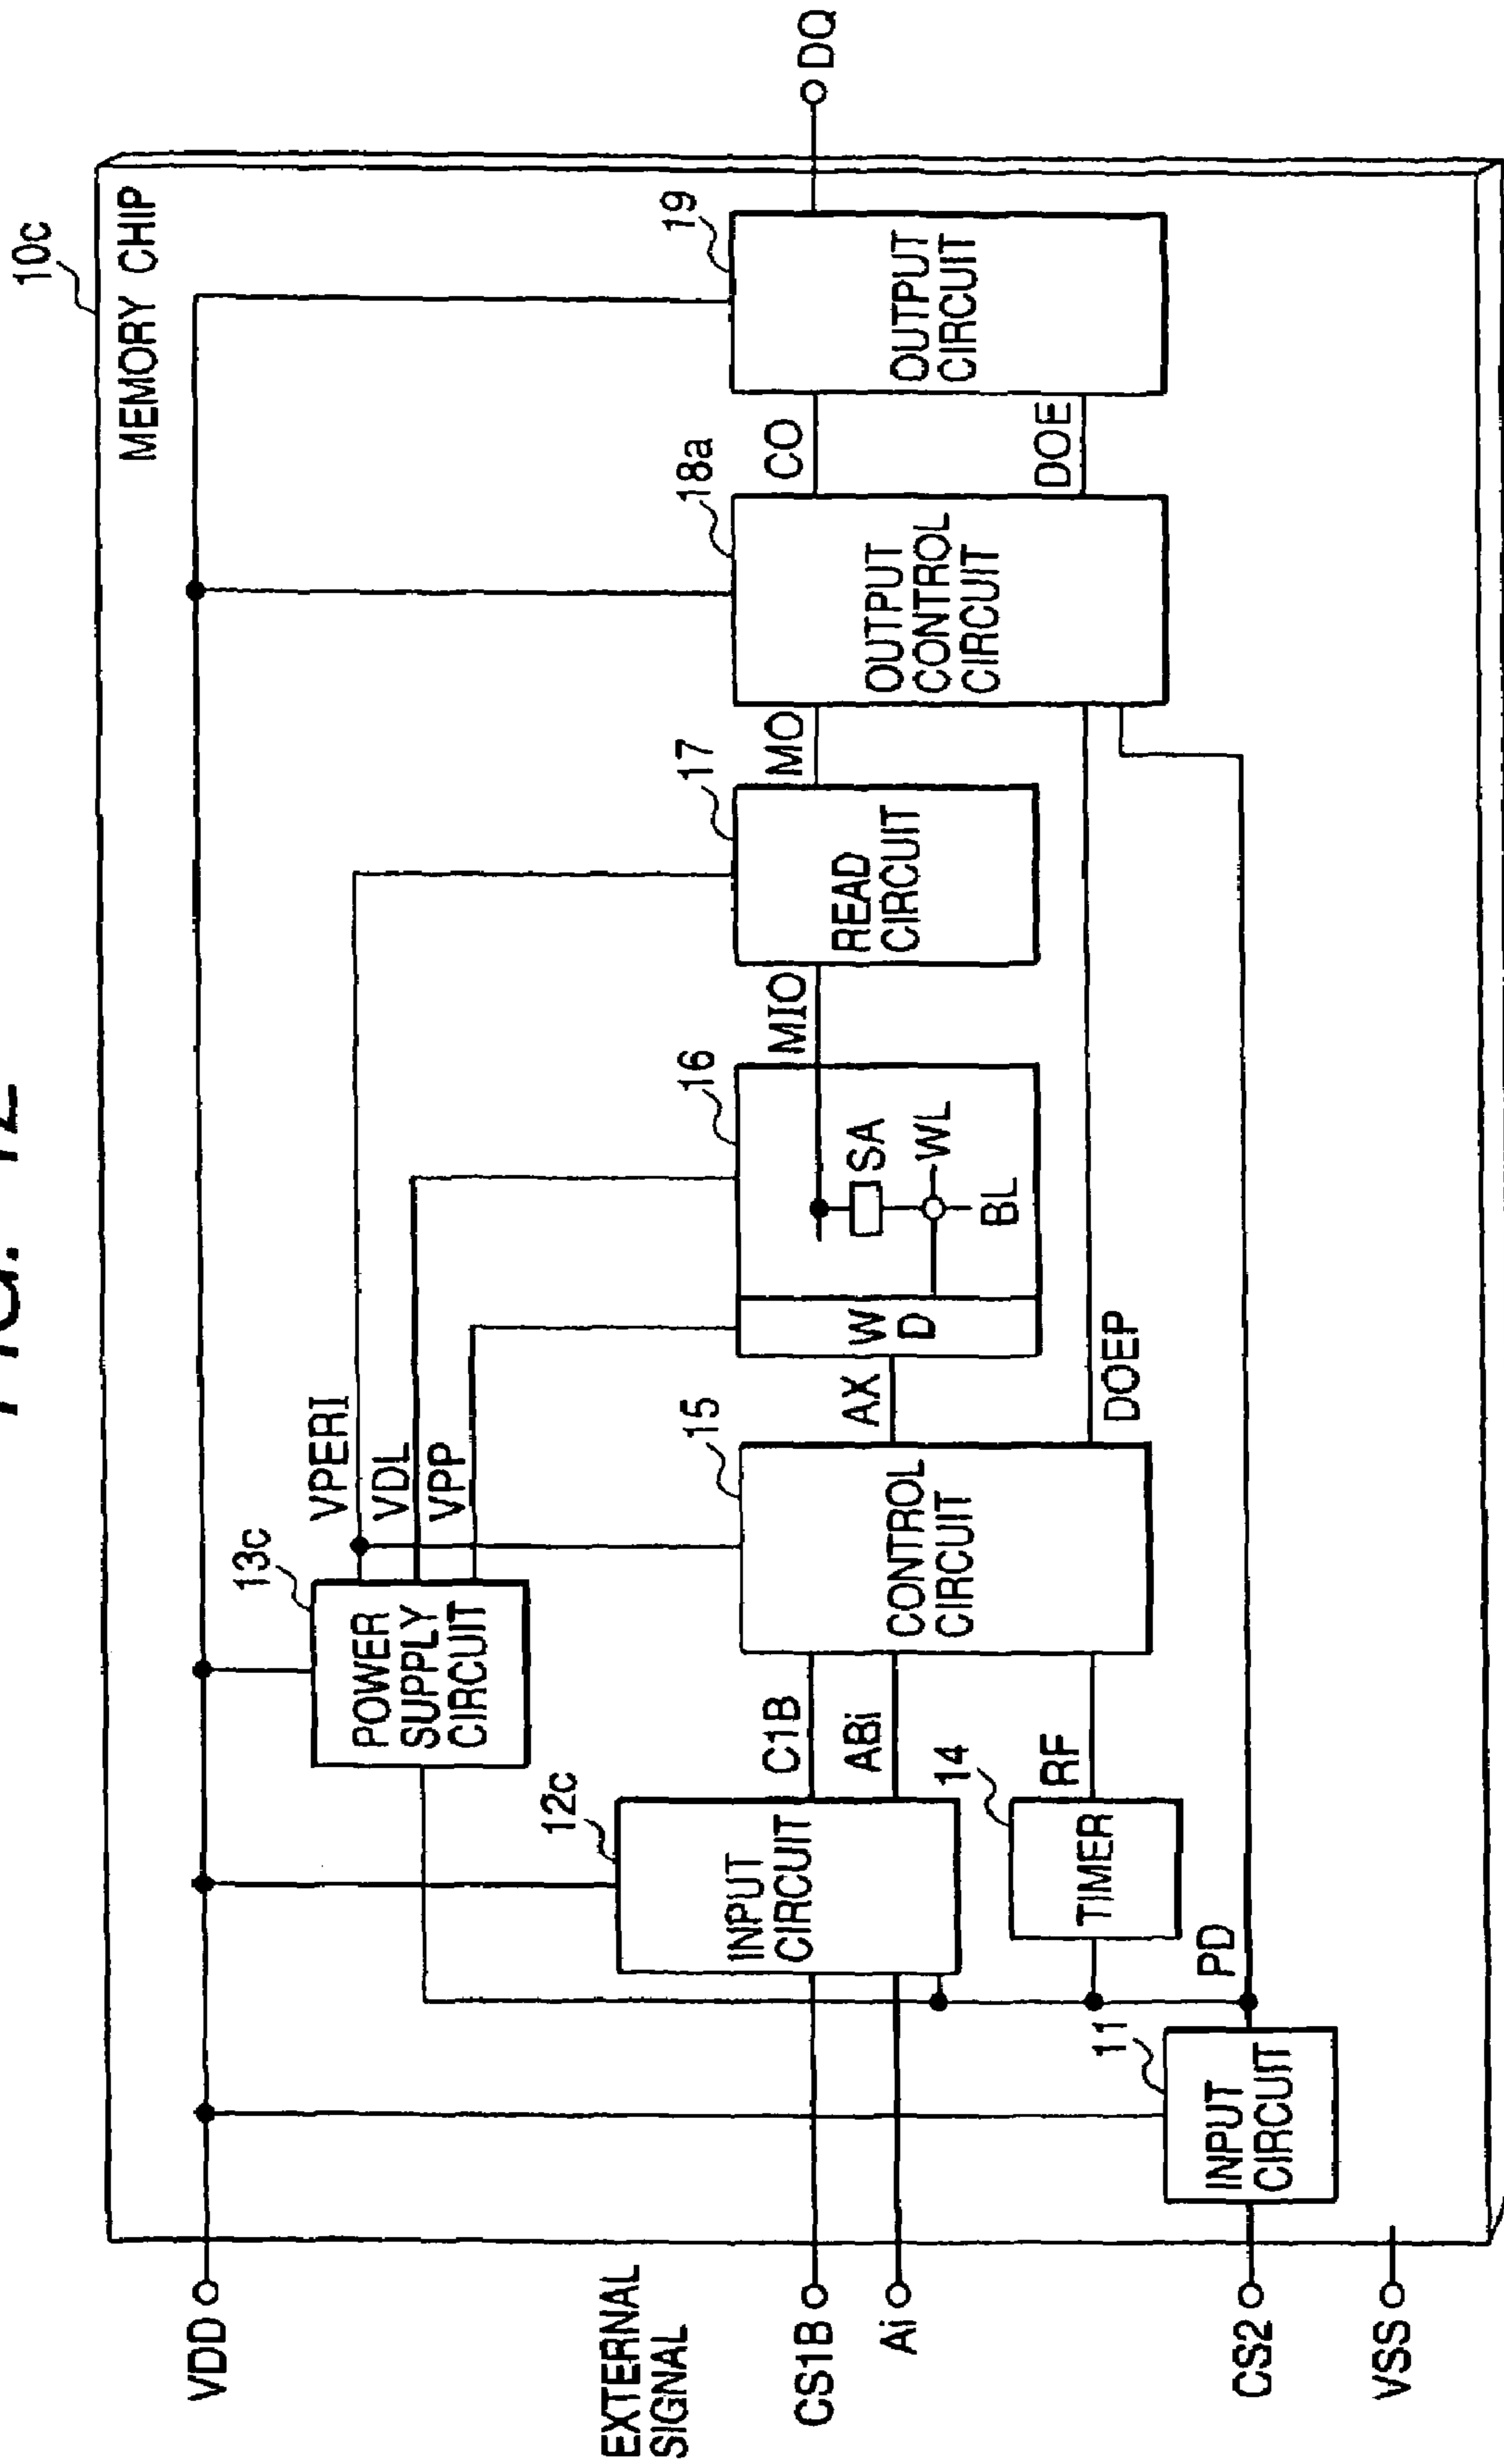 10c
MEMORY CHIP
VDD
13c
POWER
SUPPLY
CIRCUIT
VPERI
VDL
VPP
EXTERNAL
SIGNAL
CS1B
Ai
12c
INPUT
CIRCUIT
C1B
ABi
15
CONTROL
CIRCUIT
AX
16
W
D
SA
WL
BL
MIO
17
READ
CIRCUIT
MO
18a
OUTPUT
CONTROL
CIRCUIT
CO
DOE
19
OUTPUT
CIRCUIT
DQ
14
TIMER
RF
DOEP
CS2
11
INPUT
CIRCUIT
PD
VSS